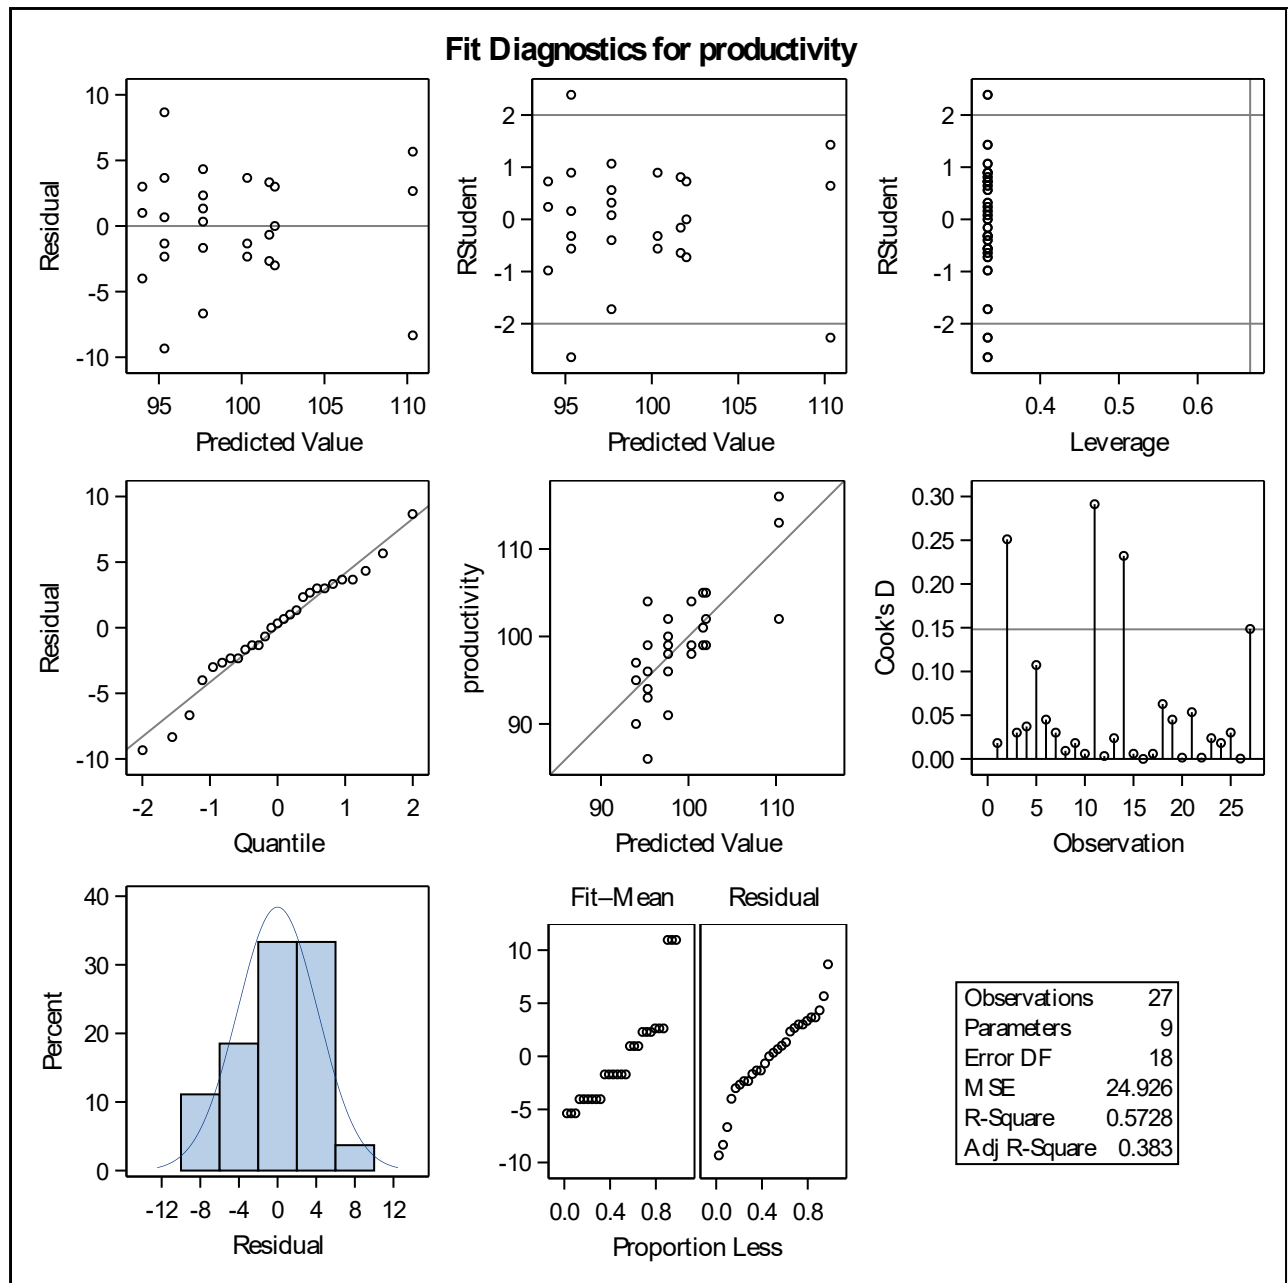 Fit Diagnostics for productivity
10
5
0
-5
-10
Residual
95 100 105 110
Predicted Value
2
1
0
-1
-2
RStudent
95 100 105 110
Predicted Value
2
1
0
-1
-2
RStudent
0.4 0.5 0.6
Leverage
10
5
0
-5
-10
Residual
-2 -1 0 1 2
Quantile
110
100
90
productivity
90 100 110
Predicted Value
0.30
0.25
0.20
0.15
0.10
0.05
0.00
Cook's D
0 5 10 15 20 25
Observation
40
30
20
10
0
Percent
-12 -8 -4 0 4 8 12
Residual
Fit–Mean Residual
10
5
0
-5
-10
0.0 0.4 0.8 0.0 0.4 0.8
Proportion Less
Observations 27
Parameters 9
Error DF 18
MSE 24.926
R-Square 0.5728
Adj R-Square 0.383